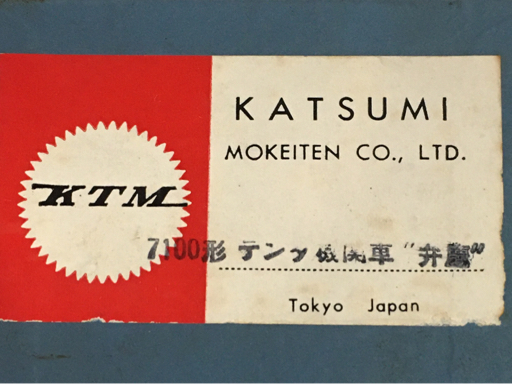 KATSUMI
MOKEITEN CO., LTD.
KTM
7100形 テンダ機関車 "弁慶"
Tokyo Japan